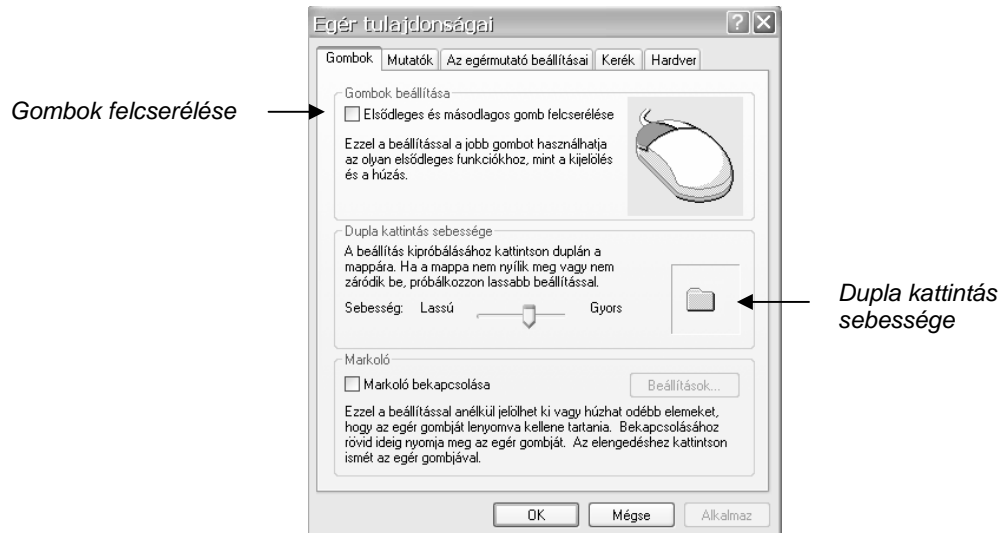 Egér tulajdonságai
Gombok Mutatók Az egérmutató beállításai Kerék Hardver
Gombok beállítása
Gombok felcserélése
Elsődleges és másodlagos gomb felcserélése
Ezzel a beállítással a jobb gombot használhatja
az olyan elsődleges funkciókhoz, mint a kijelölés
és a húzás.
Dupla kattintás sebessége
A beállítás kipróbálásához kattintson duplán a
mappára. Ha a mappa nem nyílik meg vagy nem
záródik be, próbálkozzon lassabb beállítással.
Sebesség: Lassú Gyors
Dupla kattintás
sebessége
Markoló
Markoló bekapcsolása
Beállítások...
Ezzel a beállítással anélkül jelölhet ki vagy húzhat odébb elemeket,
hogy az egér gombját lenyomva kellene tartania. Bekapcsolásához
rövid ideig nyomja meg az egér gombját. Az elengedéshez kattintson
ismét az egér gombjával.
OK Mégse Alkalmaz